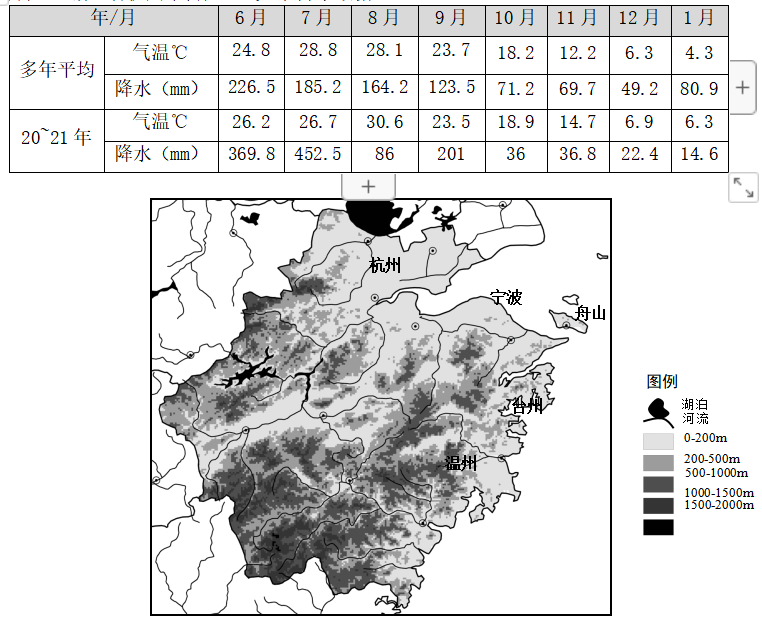 年/月 6月 7月 8月 9月 10月 11月 12月 1月
多年平均 气温℃ 24.8 28.8 28.1 23.7 18.2 12.2 6.3 4.3
降水（mm） 226.5 185.2 164.2 123.5 71.2 69.7 49.2 80.9
20~21年 气温℃ 26.2 26.7 30.6 23.5 18.9 14.7 6.9 6.3
降水（mm） 369.8 452.5 86 201 36 36.8 22.4 14.6
杭州
宁波
舟山
台州
温州
图例
湖泊
河流
0-200m
200-500m
500-1000m
1000-1500m
1500-2000m